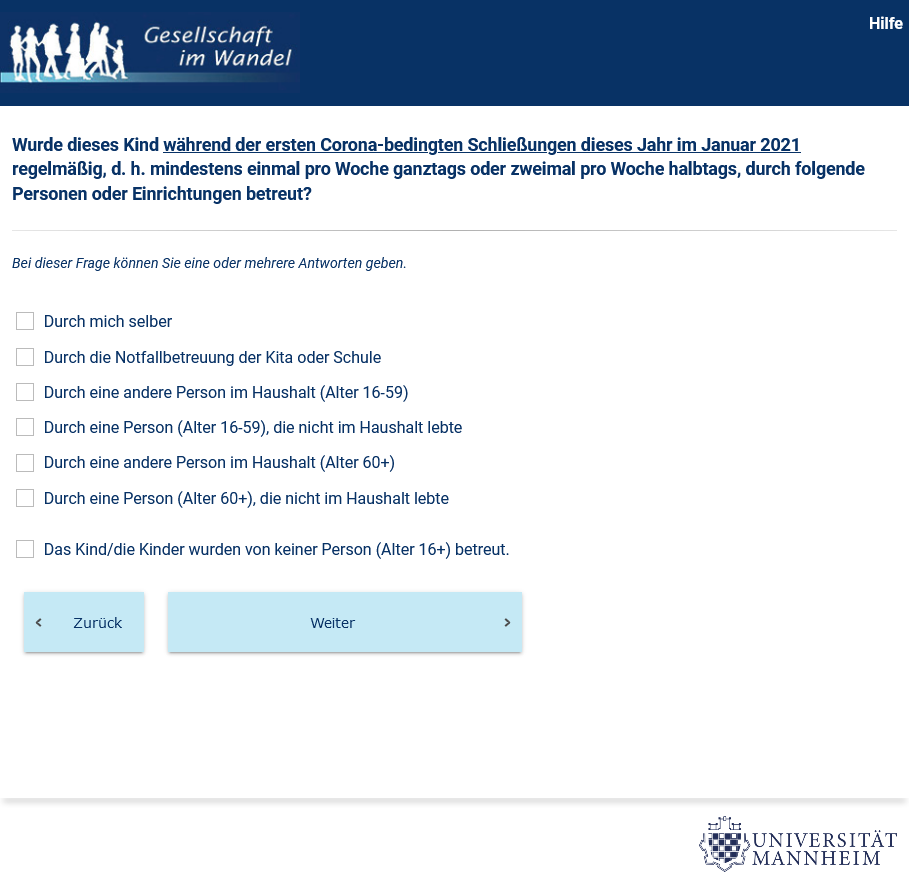 Gesellschaft
im Wandel
Hilfe
Wurde dieses Kind während der ersten Corona-bedingten Schließungen dieses Jahr im Januar 2021
regelmäßig, d. h. mindestens einmal pro Woche ganztags oder zweimal pro Woche halbtags, durch folgende
Personen oder Einrichtungen betreut?
Bei dieser Frage können Sie eine oder mehrere Antworten geben.
Durch mich selber
Durch die Notfallbetreuung der Kita oder Schule
Durch eine andere Person im Haushalt (Alter 16-59)
Durch eine Person (Alter 16-59), die nicht im Haushalt lebte
Durch eine andere Person im Haushalt (Alter 60+)
Durch eine Person (Alter 60+), die nicht im Haushalt lebte
Das Kind/die Kinder wurden von keiner Person (Alter 16+) betreut.
Zurück
Weiter
UNIVERSITÄT
MANNHEIM